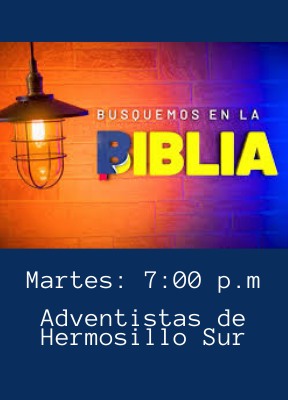 BUSQUEMOS EN LA
BIBLIA
Martes: 7:00 p.m
Adventistas de
Hermosillo Sur